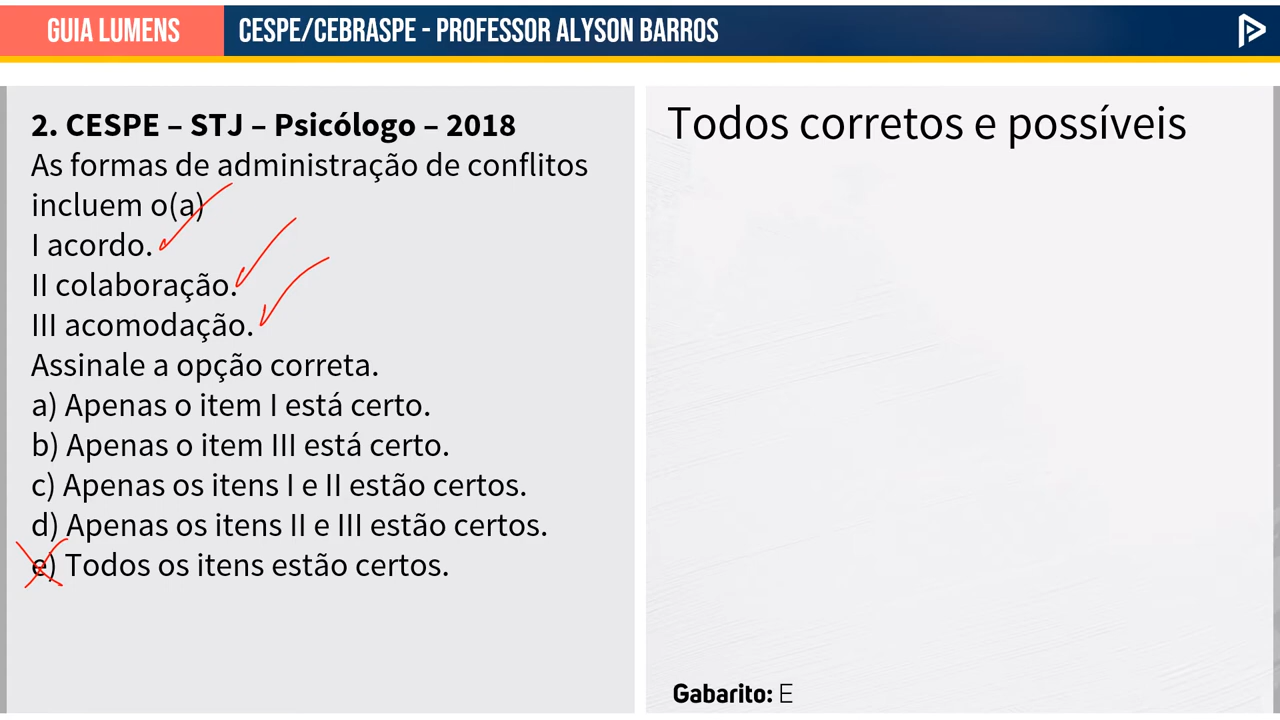 GUIA LUMENS
CESPE/CEBRASPE - PROFESSOR ALYSON BARROS
2. CESPE – STJ – Psicólogo – 2018
As formas de administração de conflitos
incluem o(a)
I acordo.
II colaboração.
III acomodação.
Assinale a opção correta.
a) Apenas o item I está certo.
b) Apenas o item III está certo.
c) Apenas os itens I e II estão certos.
d) Apenas os itens II e III estão certos.
e) Todos os itens estão certos.
Todos corretos e possíveis
Gabarito: E